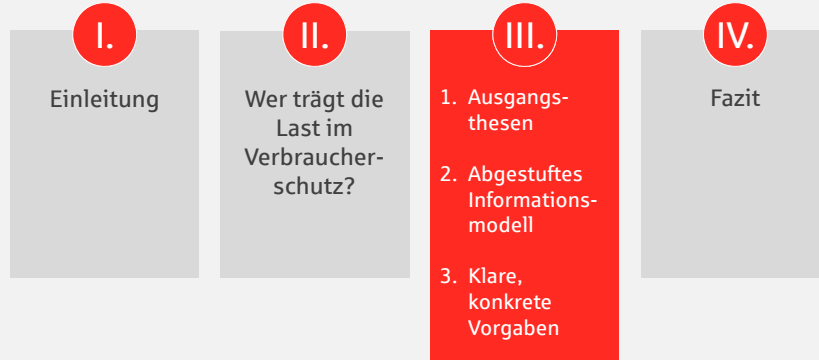 I.
Einleitung
II.
Wer trägt die
Last im
Verbraucher-
schutz?
III.
1. Ausgangs-
thesen
2. Abgestuftes
Informations-
modell
3. Klare,
konkrete
Vorgaben
IV.
Fazit